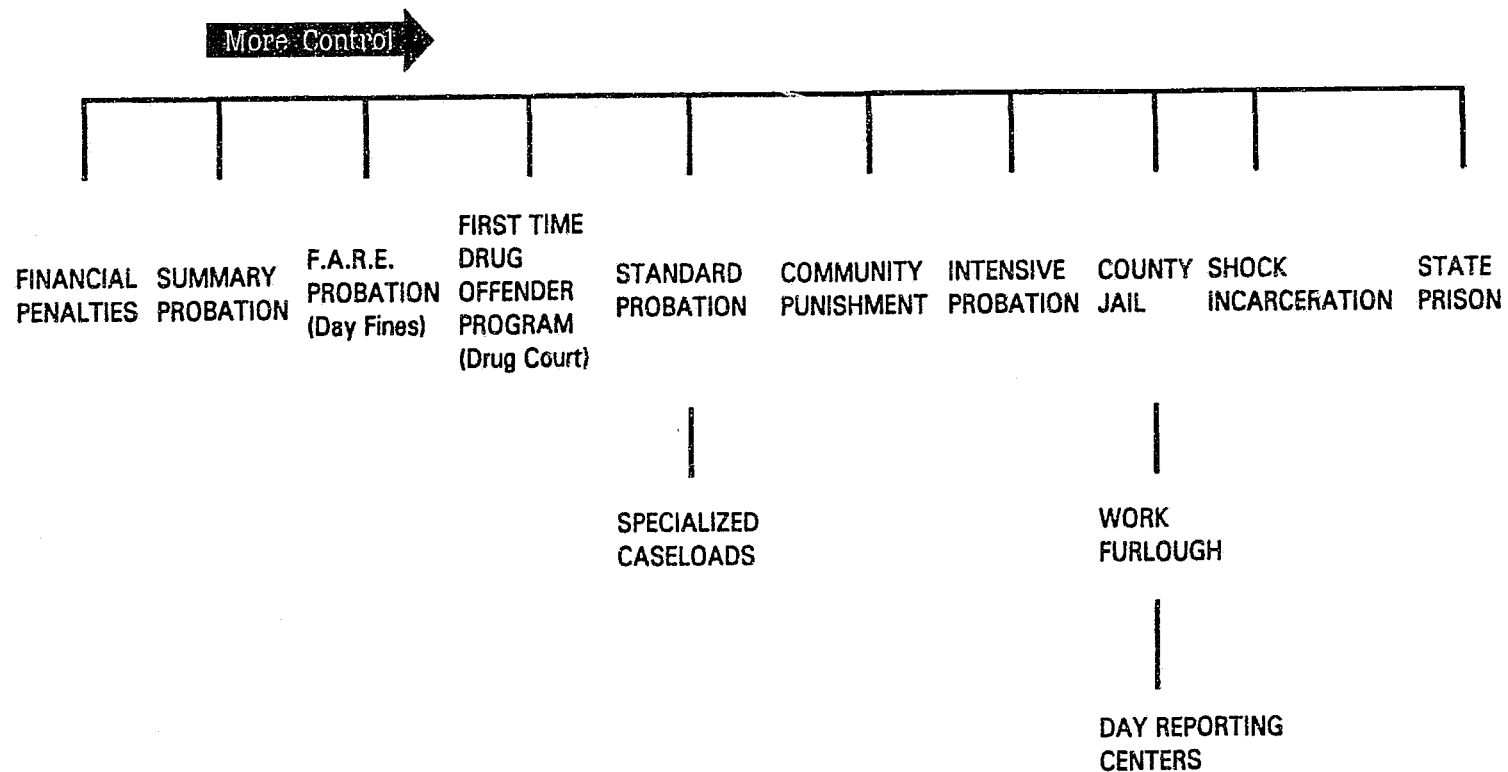 More Control
FINANCIAL
PENALTIES
SUMMARY
PROBATION
F.A.R.E.
PROBATION
(Day Fines)
FIRST TIME
DRUG
OFFENDER
PROGRAM
(Drug Court)
STANDARD
PROBATION
COMMUNITY
PUNISHMENT
INTENSIVE
PROBATION
COUNTY
JAIL
SHOCK
INCARCERATION
STATE
PRISON
SPECIALIZED
CASELOADS
WORK
FURLOUGH
DAY REPORTING
CENTERS